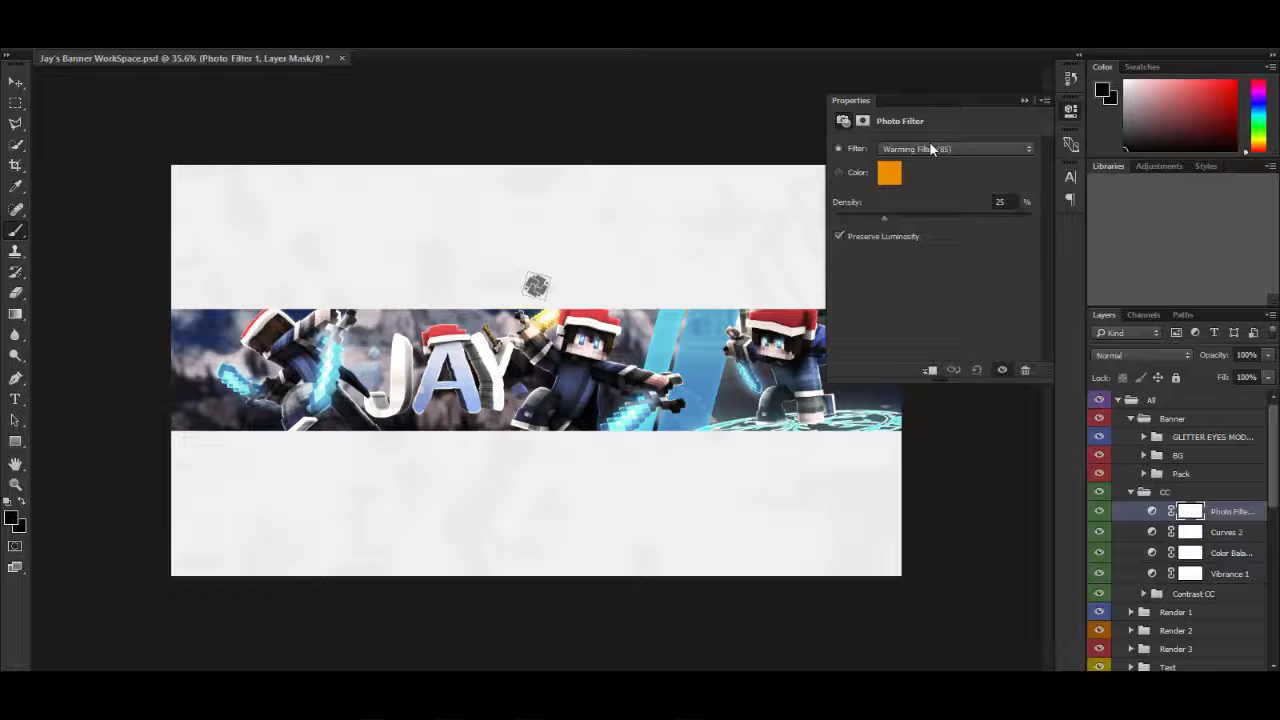 Jay's Banner WorkSpace.psd @ 35.6% (Photo Filter 1, Layer Mask/8) *
Color
Swatches
Properties
Photo Filter
Filter:
Warming Filter (85)
Color:
Density:
25
%
Preserve Luminosity
JAY
Libraries
Adjustments
Styles
Layers
Channels
Paths
Kind
Normal
Opacity: 100%
Lock:
Fill: 100%
All
Banner
GLITTER EYES MOD...
BG
Pack
CC
Photo Filte...
Curves 2
Color Bala...
Vibrance 1
Contrast CC
Render 1
Render 2
Render 3
Text